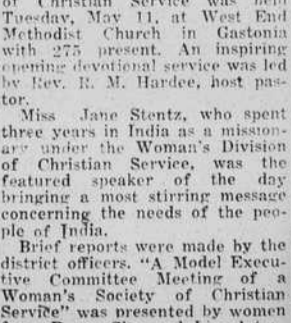 of Christian Service was held
Tuesday, May 11, at West End
Methodist Church in Gastonia
with 275 present. An inspiring
opening devotional service was led
by Rev. R. M. Hardee, host pas-
tor.
Miss Jane Stentz, who spent
three years in India as a mission-
ary under the Woman's Division
of Christian Service, was the
featured speaker of the day
bringing a most stirring message
concerning the needs of the peo-
ple of India.
Brief reports were made by the
district officers. "A Model Execu-
tive Committee Meeting of a
Woman's Society of Christian
Service" was presented by women